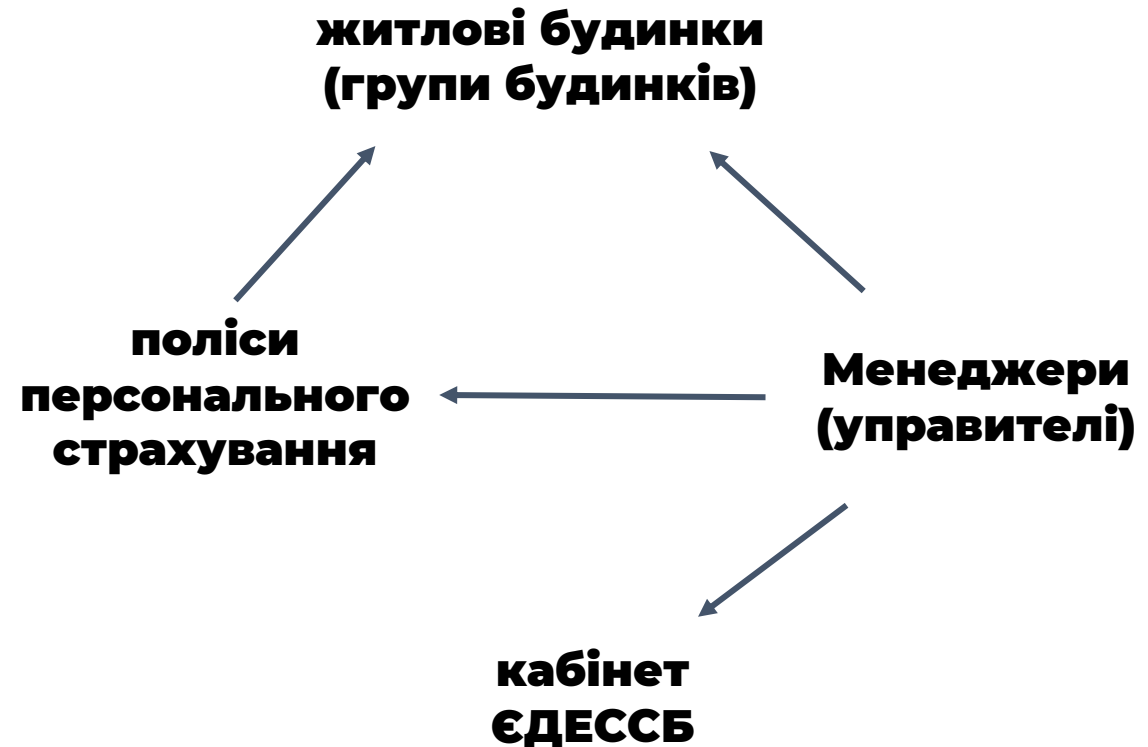 житлові будинки
(групи будинків)
поліси
персонального
страхування
Менеджери
(управителі)
кабінет
ЄДЕССБ